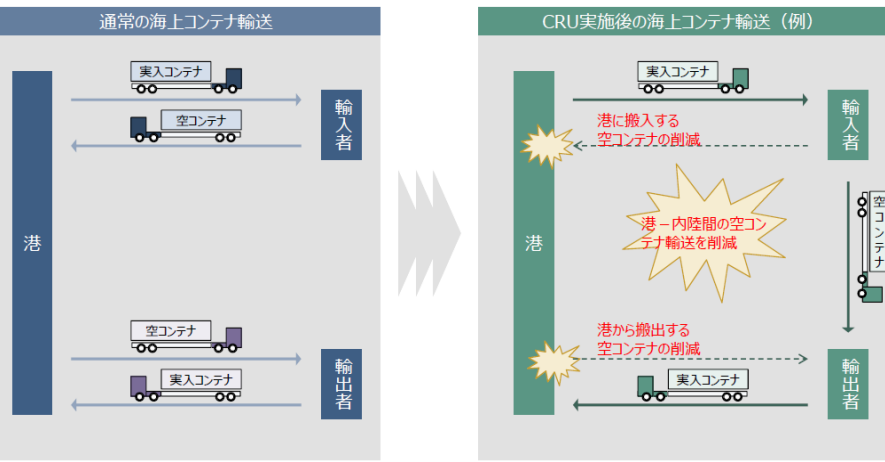 通常の海上コンテナ輸送
実入コンテナ
空コンテナ
輸入者
港
空コンテナ
実入コンテナ
輸出者
CRU実施後の海上コンテナ輸送（例）
実入コンテナ
港に搬入する
空コンテナの削減
輸入者
港－内陸間の空コン
テナ輸送を削減
空コンテナ
港
港から搬出する
空コンテナの削減
実入コンテナ
輸出者